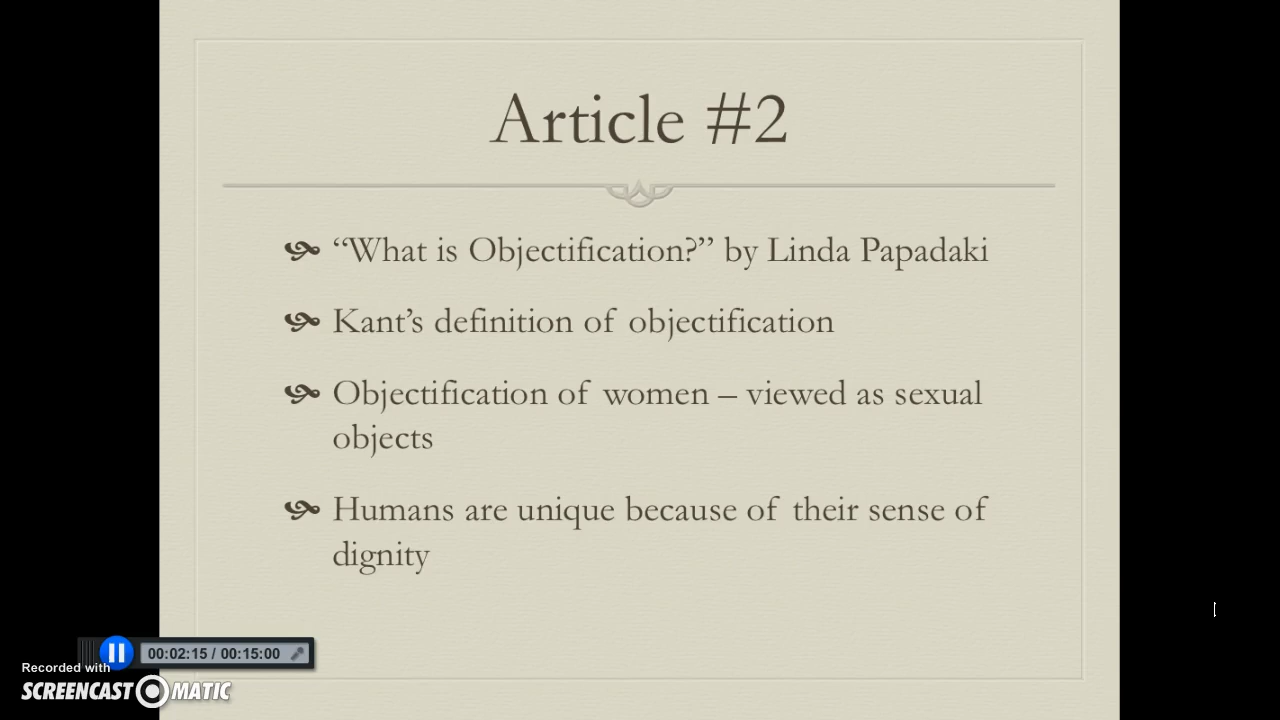 Article #2
“What is Objectification?” by Linda Papadaki
Kant’s definition of objectification
Objectification of women – viewed as sexual
objects
Humans are unique because of their sense of
dignity
00:02:15 / 00:15:00
Recorded with
SCREENCAST MATIC